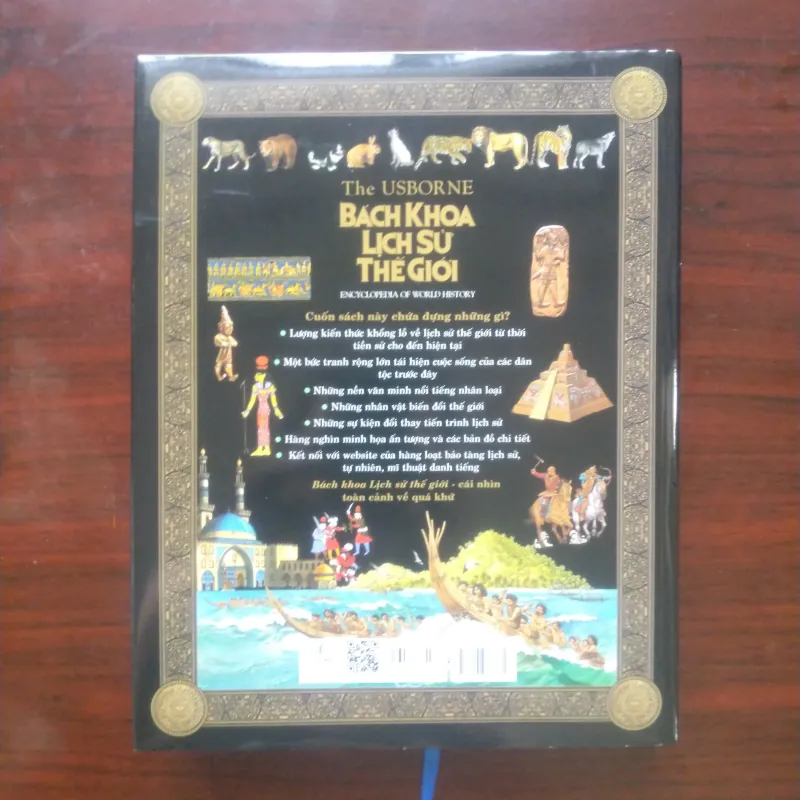 The USBORNE
BÁCH KHOA
LỊCH SỬ
THẾ GIỚI
ENCYCLOPEDIA OF WORLD HISTORY
Cuốn sách này chứa đựng những gì?
• Lượng kiến thức khổng lồ về lịch sử thế giới từ thời
tiền sử cho đến hiện tại
• Một bức tranh rộng lớn tái hiện cuộc sống của các dân
tộc trước đây
• Những nền văn minh nổi tiếng nhân loại
• Những nhân vật biến đổi thế giới
• Những sự kiện đổi thay tiến trình lịch sử
• Hàng nghìn minh họa ấn tượng và các bản đồ chi tiết
• Kết nối với website của hàng loạt bảo tàng lịch sử,
tự nhiên, mĩ thuật danh tiếng
Bách khoa Lịch sử thế giới - cái nhìn
toàn cảnh về quá khứ